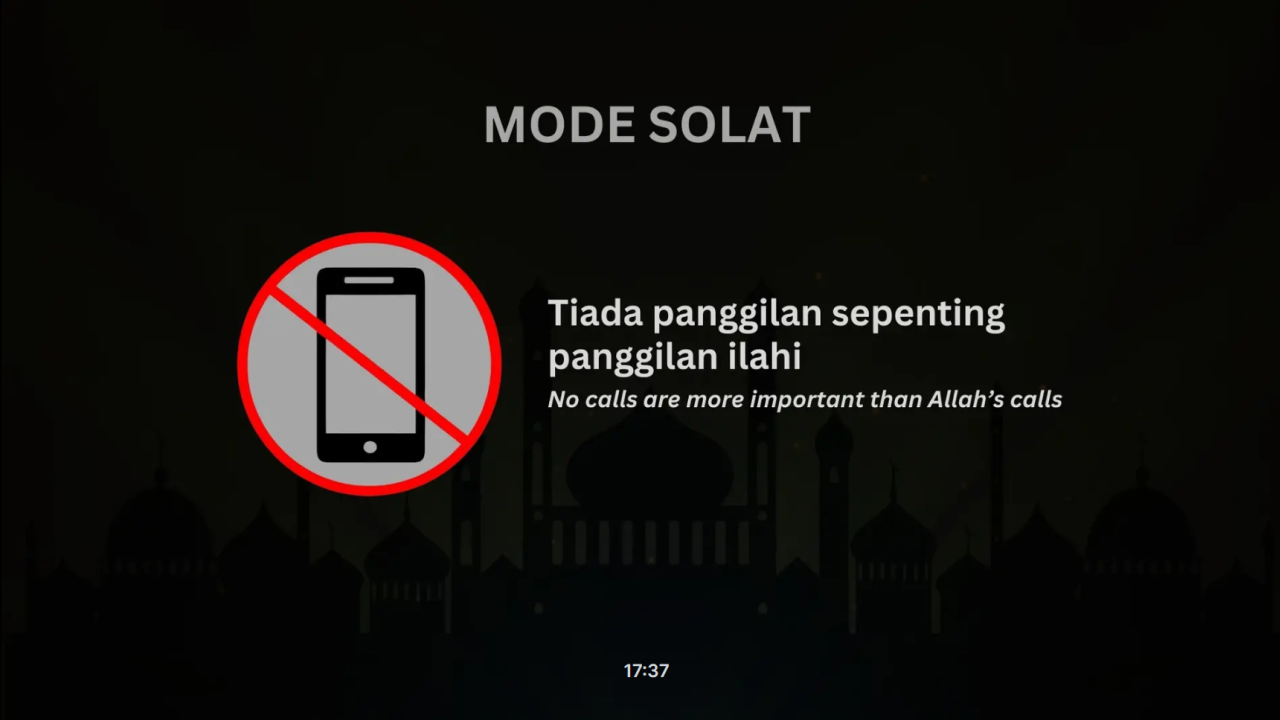 MODE SOLAT
Tiada panggilan sepenting
panggilan ilahi
No calls are more important than Allah’s calls
17:37